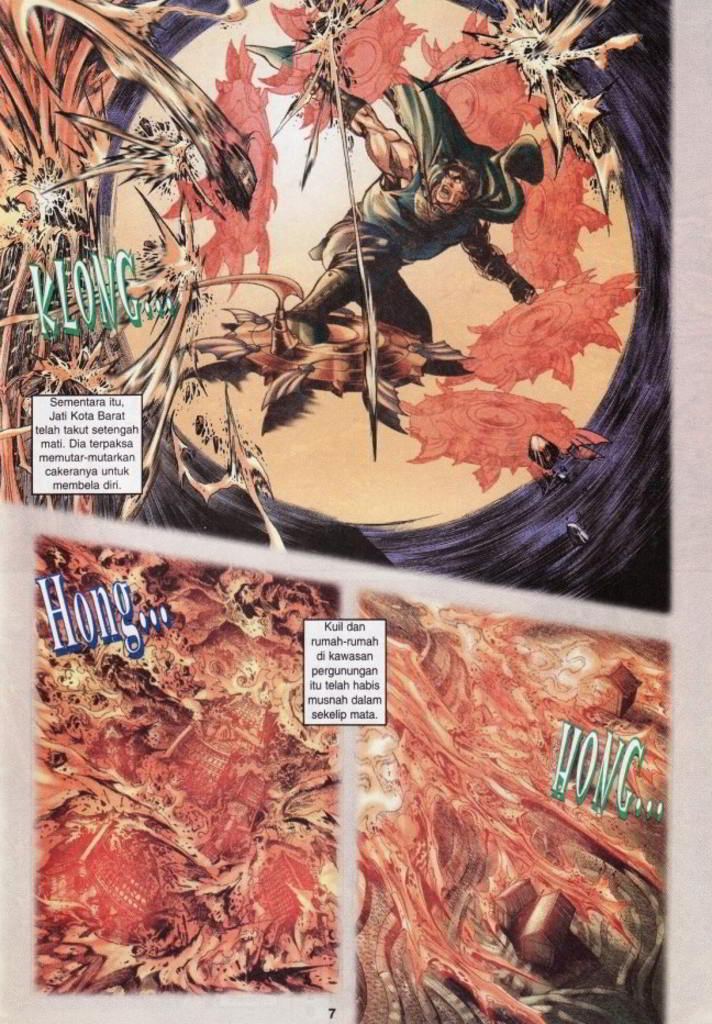 KLONG...
Sementara itu,
Jati Kota Barat
telah takut setengah
mati. Dia terpaksa
memutar-mutarkan
cakeranya untuk
membela diri.
Hong...
Kuil dan
rumah-rumah
di kawasan
pergunungan
itu telah habis
musnah dalam
sekelip mata.
HONG...
7